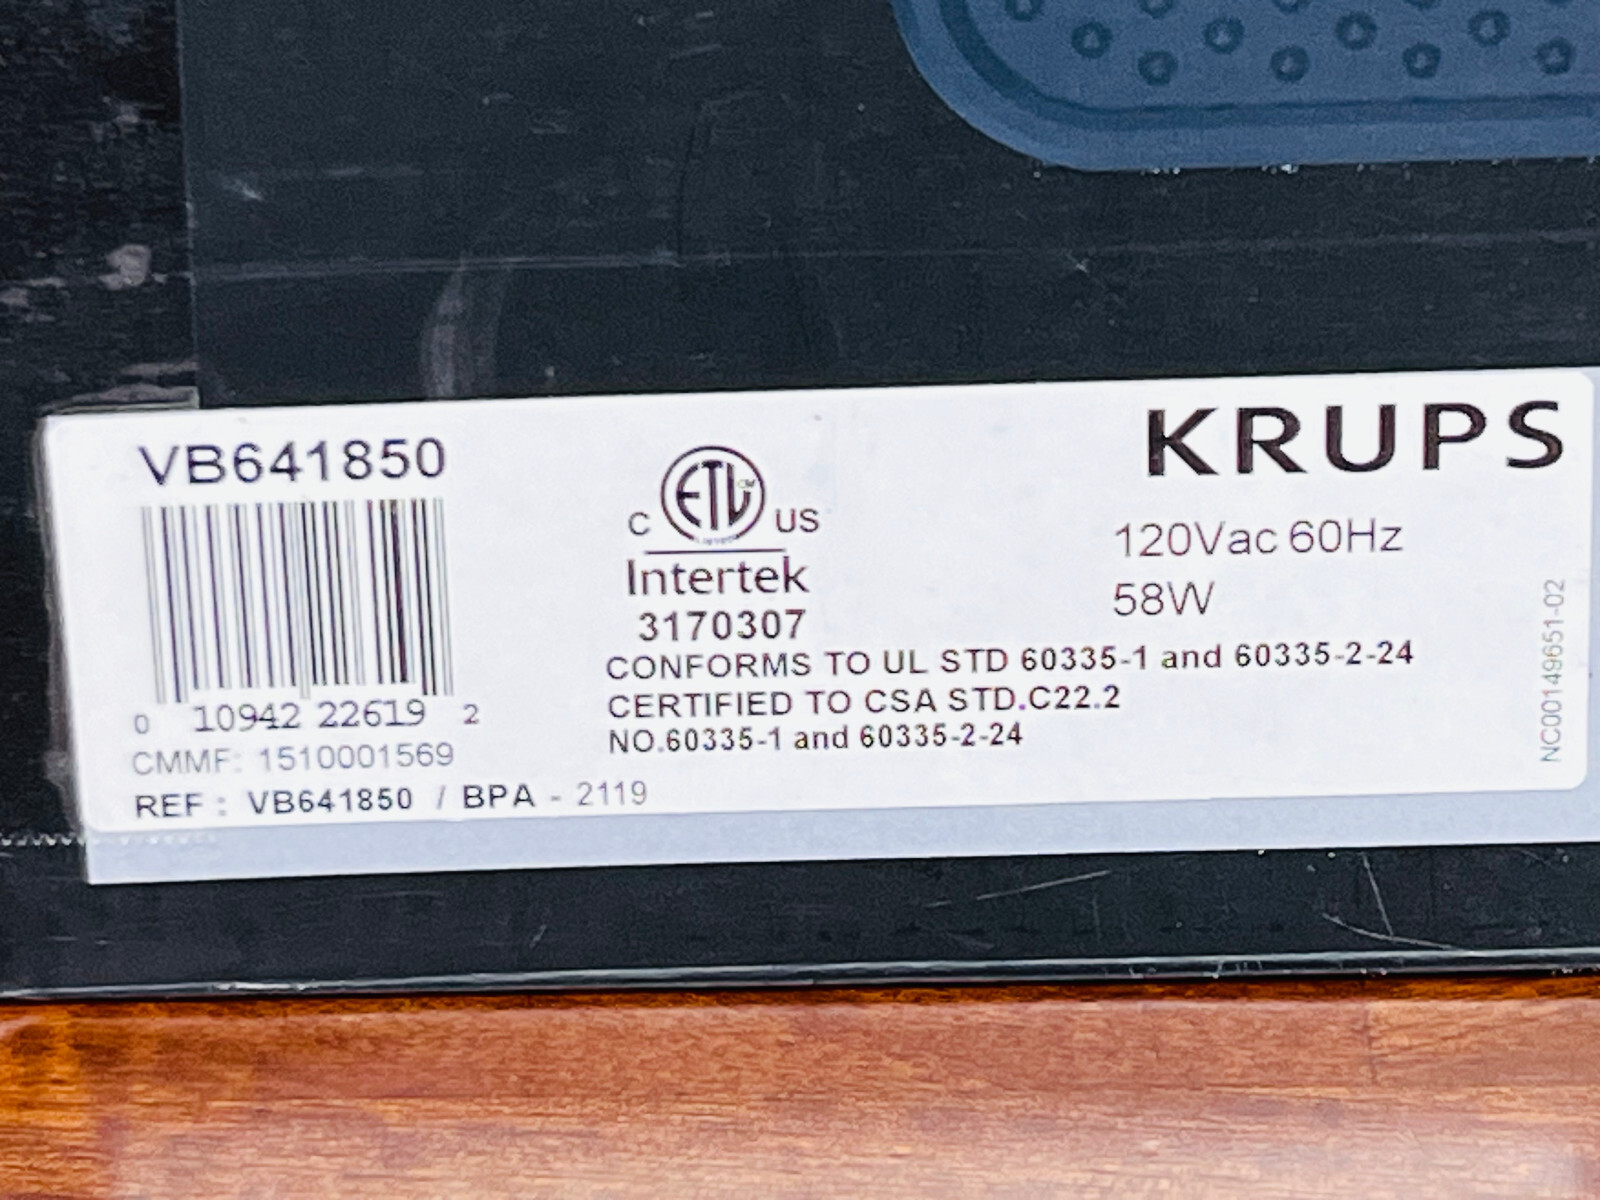 VB641850
0 10942 22619 2
CMMF: 1510001569
REF : VB641850 / BPA - 2119
C ETL CM US
Intertek
3170307
CONFORMS TO UL STD 60335-1 and 60335-2-24
CERTIFIED TO CSA STD.C22.2
NO.60335-1 and 60335-2-24
KRUPS
120Vac 60Hz
58W
NC00149651-02